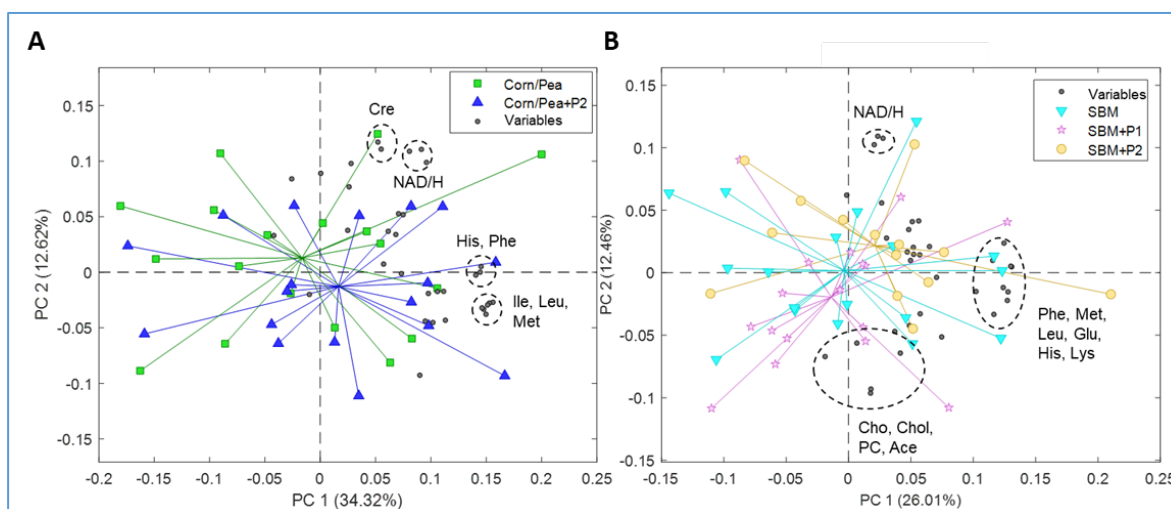 A
Corn/Pea
Corn/Pea+P2
Variables
Cre
NAD/H
His, Phe
Ile, Leu,
Met
0.15
0.1
0.05
0
-0.05
-0.1
-0.15
PC 2 (12.62%)
-0.2 -0.15 -0.1 -0.05 0 0.05 0.1 0.15 0.2 0.25
PC 1 (34.32%)
B
Variables
SBM
SBM+P1
SBM+P2
NAD/H
Phe, Met,
Leu, Glu,
His, Lys
Cho, Chol,
PC, Ace
0.15
0.1
0.05
0
-0.05
-0.1
-0.15
PC 2 (12.46%)
-0.15 -0.1 -0.05 0 0.05 0.1 0.15 0.2 0.25
PC 1 (26.01%)